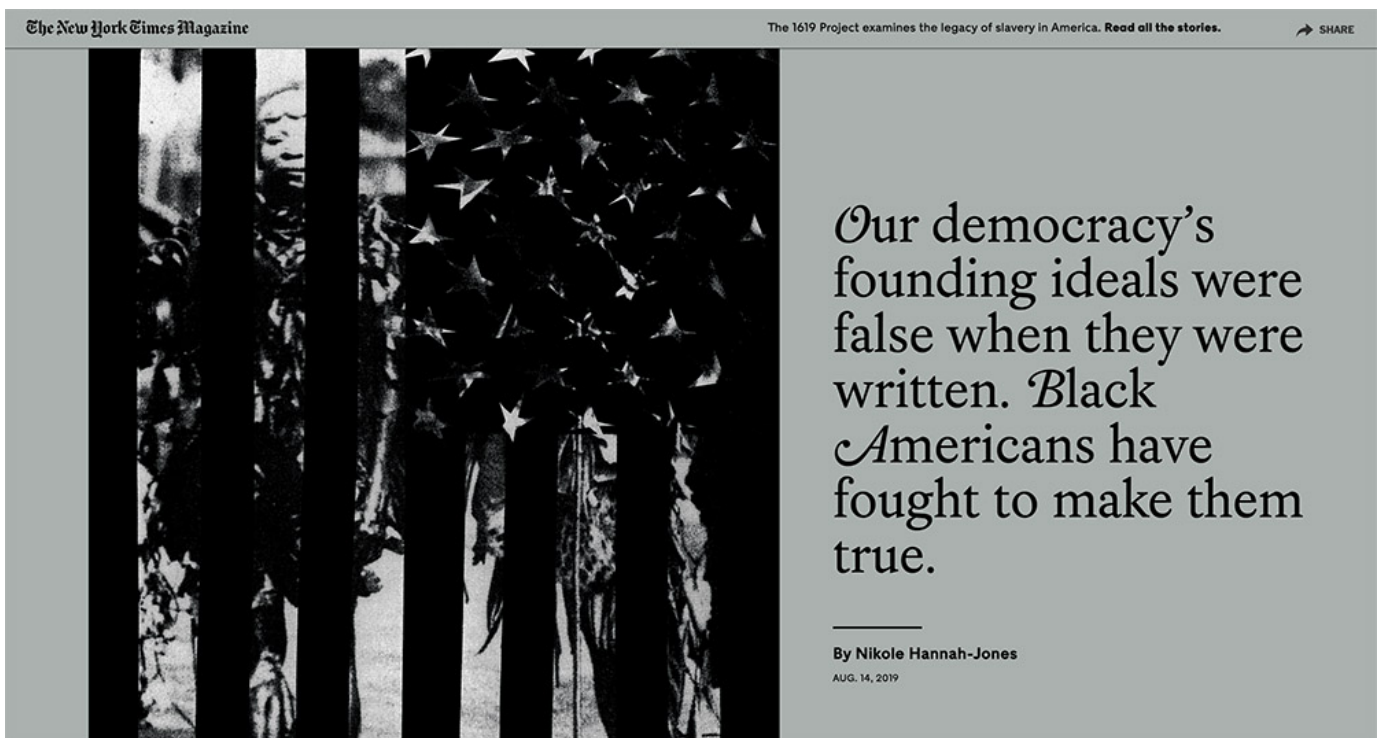 The New York Times Magazine
The 1619 Project examines the legacy of slavery in America. Read all the stories.
SHARE
Our democracy’s
founding ideals were
false when they were
written. Black
Americans have
fought to make them
true.
By Nikole Hannah-Jones
AUG. 14, 2019